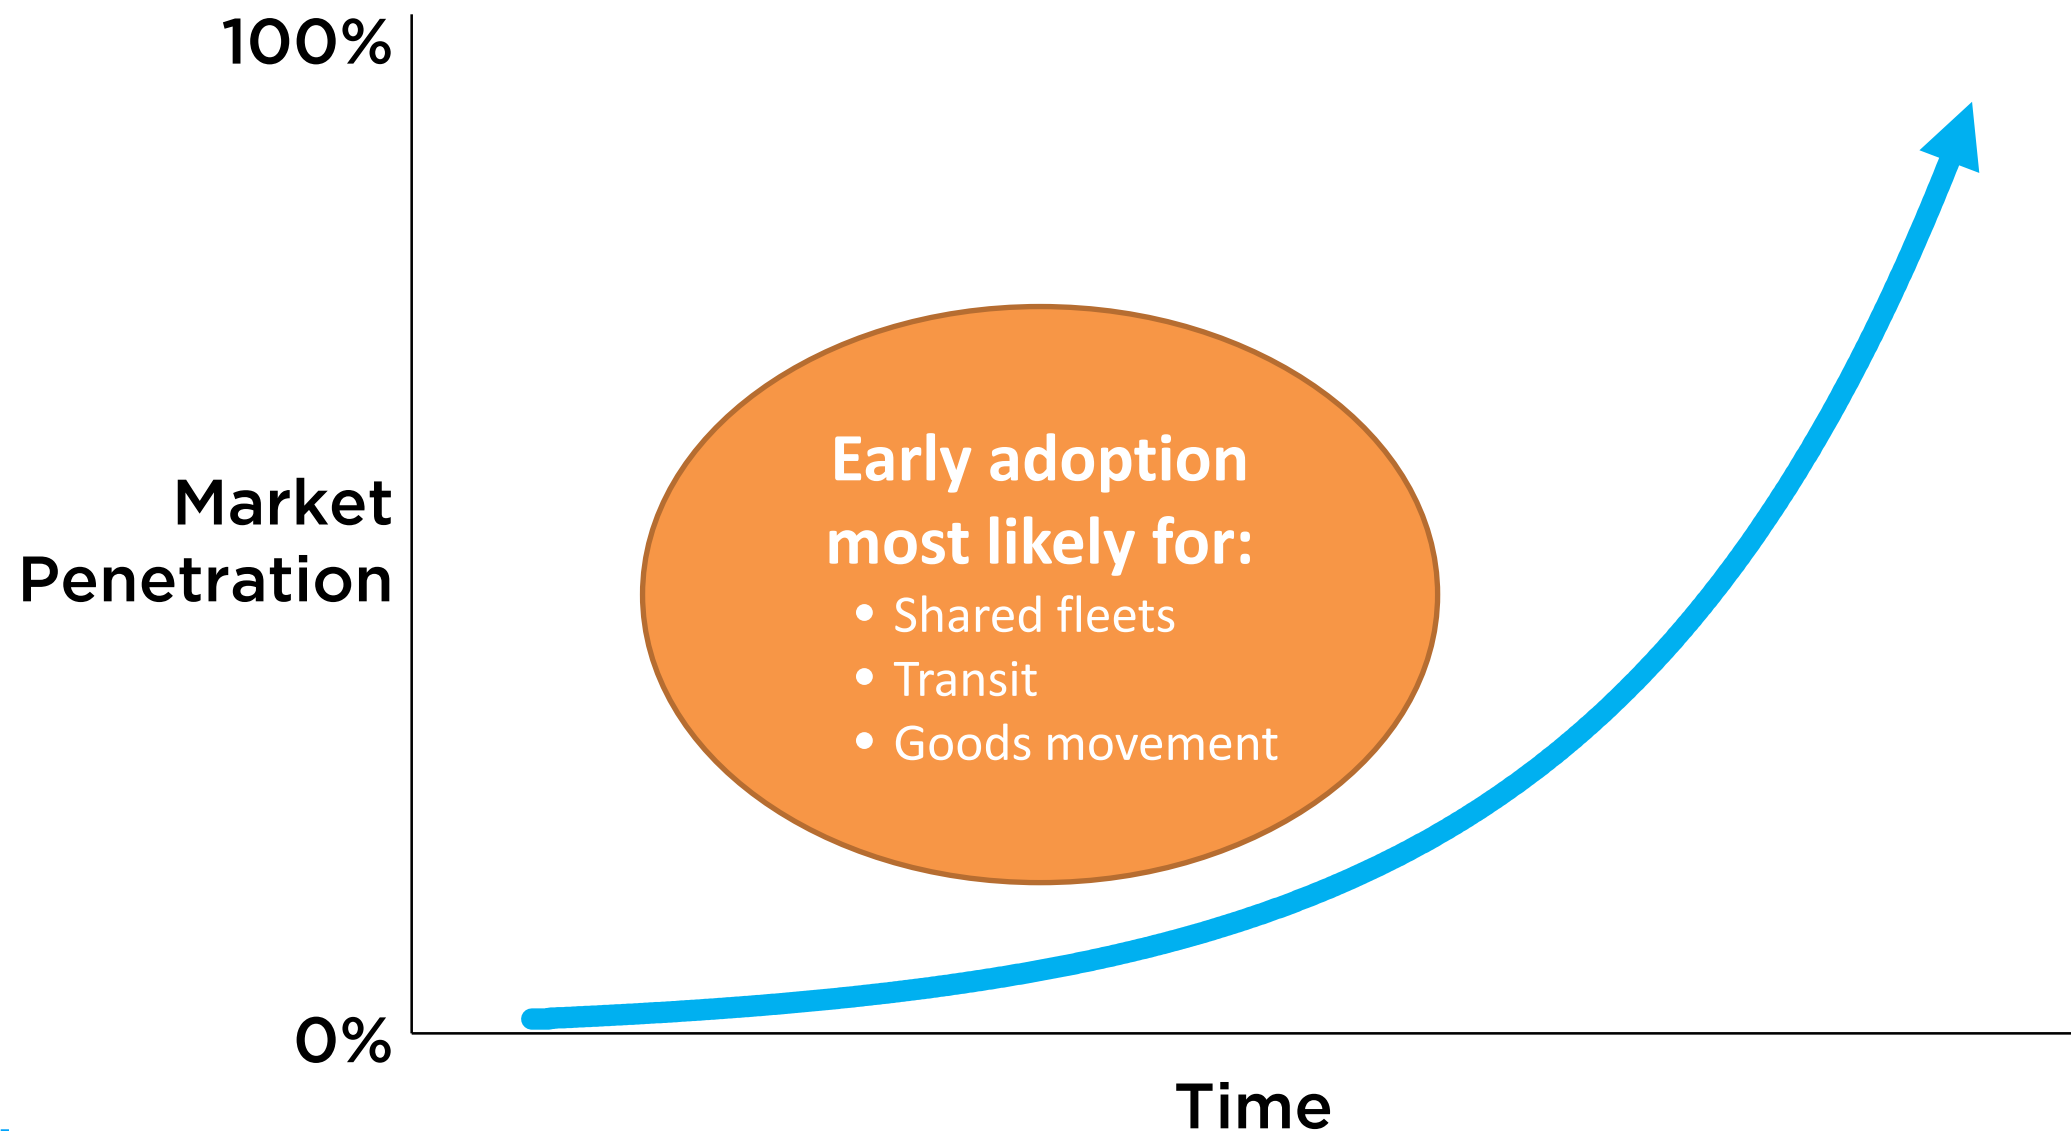 100%
Market
Penetration
0%
Early adoption
most likely for:
• Shared fleets
• Transit
• Goods movement
Time